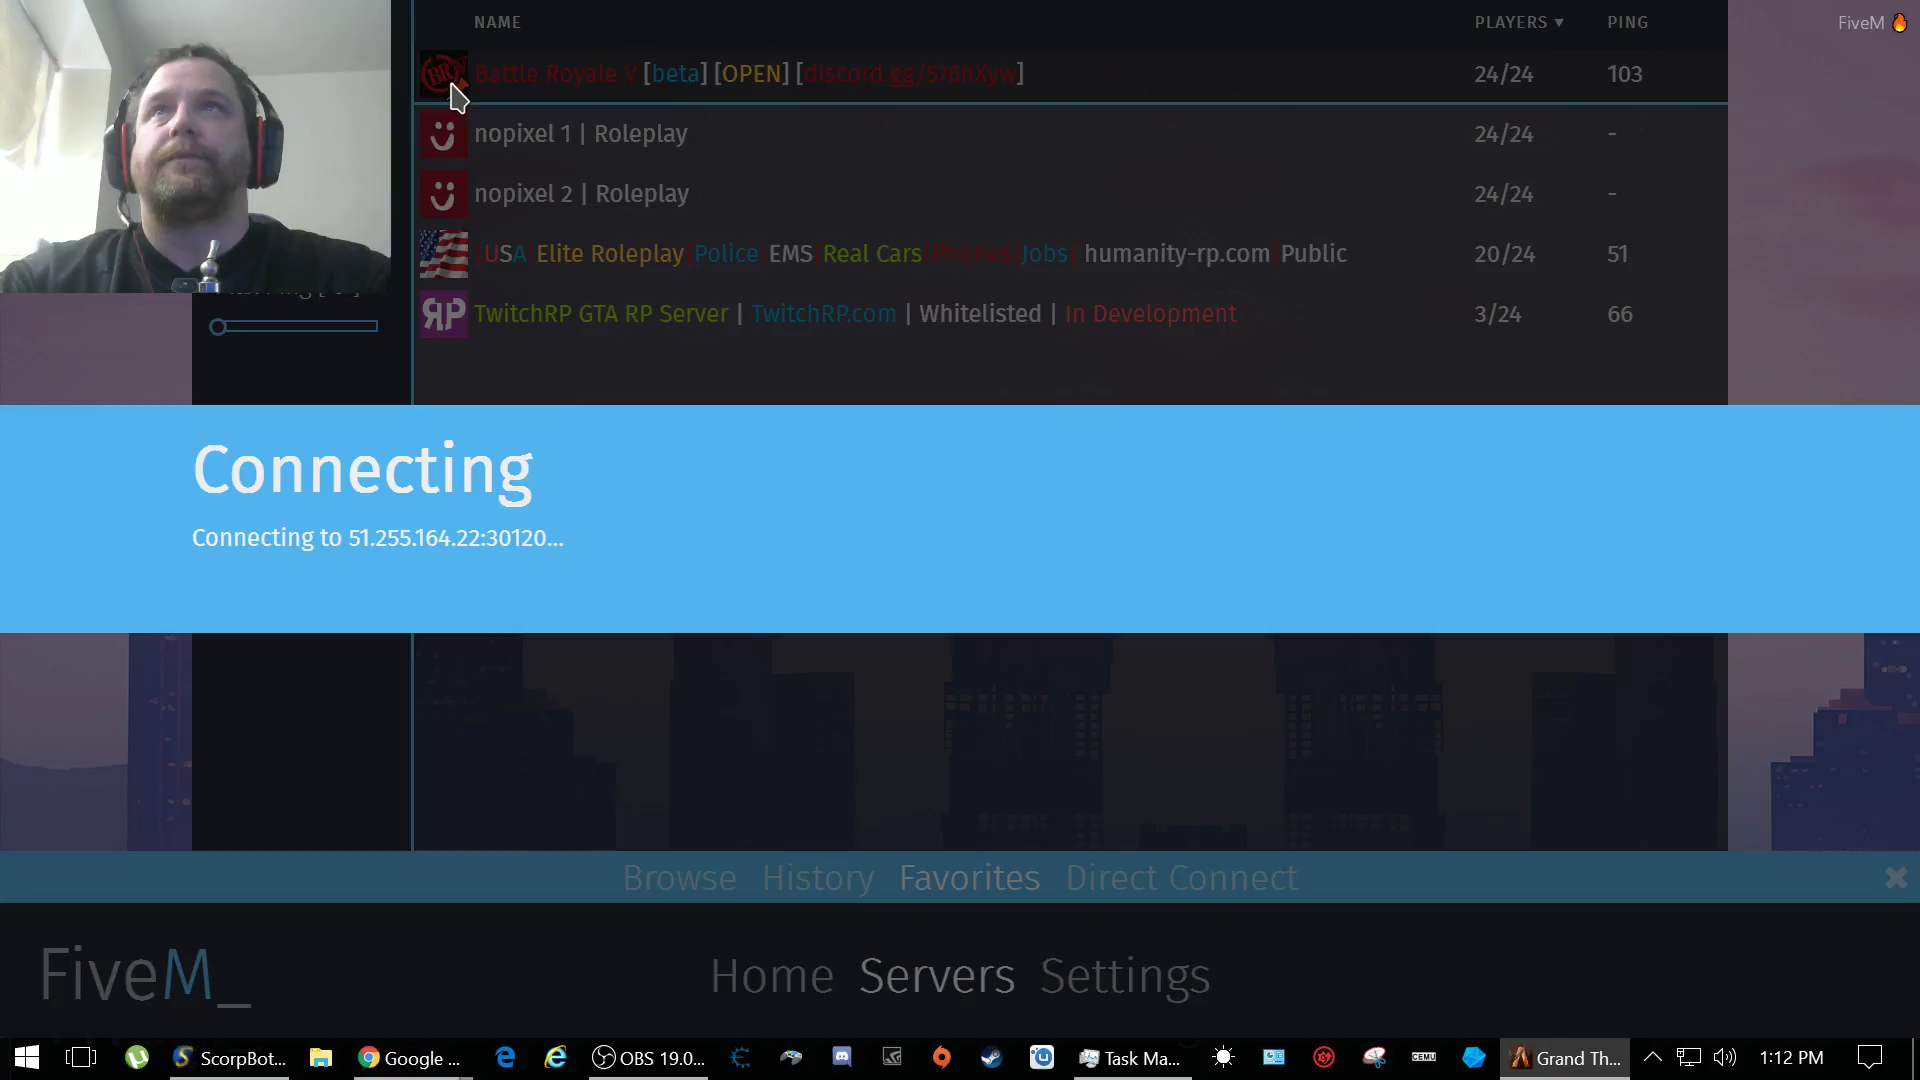 NAME PLAYERS ▼ PING
FiveM
Battle Royale V [beta] [OPEN] [discord.gg/576hXyw] 24/24 103
nopixel 1 | Roleplay 24/24 -
nopixel 2 | Roleplay 24/24 -
|USA Elite Roleplay|Police|EMS|Real Cars|Phones|Jobs| humanity-rp.com|Public 20/24 51
TwitchRP GTA RP Server | TwitchRP.com | Whitelisted | In Development 3/24 66
Connecting
Connecting to 51.255.164.22:30120...
Browse History Favorites Direct Connect
FiveM_
Home Servers Settings
ScorpBot... Google ... OBS 19.0... Task Ma... CEMU Grand Th... 1:12 PM